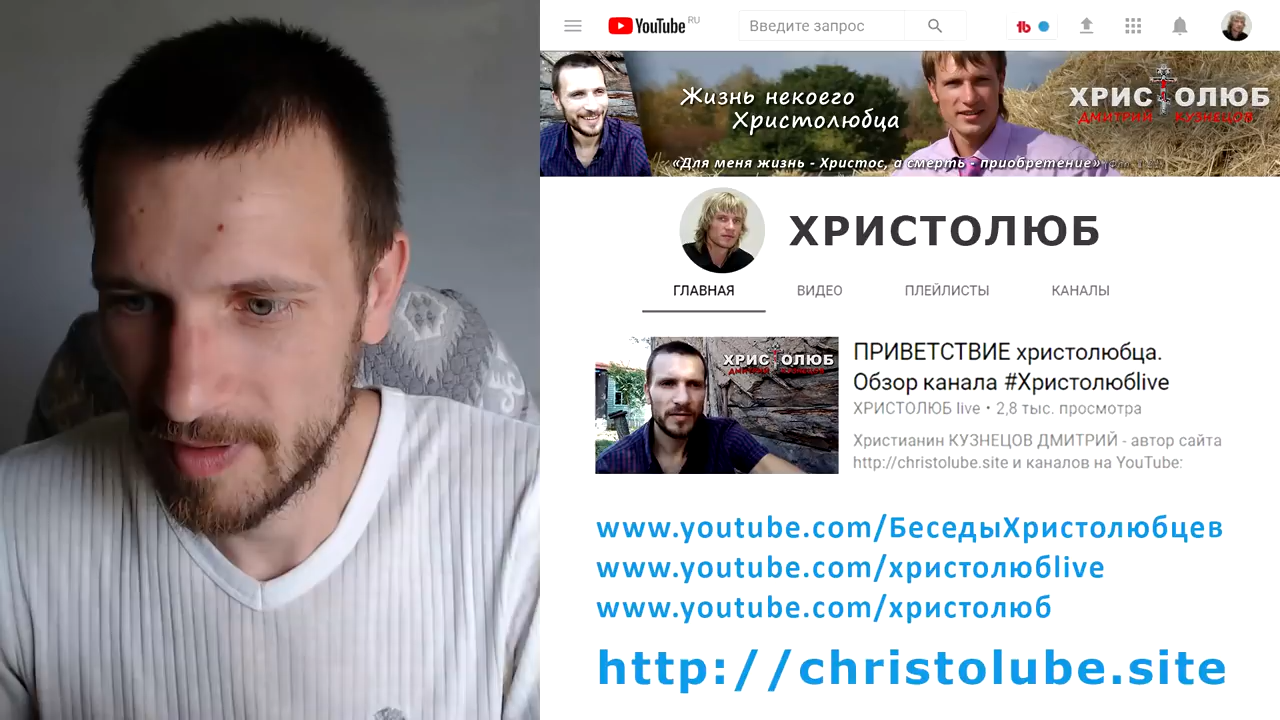 YouTube RU
Введите запрос
Жизнь некоего
Христолюбца
«Для меня жизнь - Христос, а смерть - приобретение»
ХРИСТОЛЮБ
ДМИТРИЙ КУЗНЕЦОВ
ХРИСТОЛЮБ
ГЛАВНАЯ
ВИДЕО
ПЛЕЙЛИСТЫ
КАНАЛЫ
ХРИСТОЛЮБ
ДМИТРИЙ КУЗНЕЦОВ
ПРИВЕТСТВИЕ христолюбца.
Обзор канала #Христолюбlive
ХРИСТОЛЮБ live • 2,8 тыс. просмотра
Христианин КУЗНЕЦОВ ДМИТРИЙ - автор сайта
http://christolube.site и каналов на YouTube:
www.youtube.com/БеседыХристолюбцев
www.youtube.com/христолюбlive
www.youtube.com/христолюб
http://christolube.site